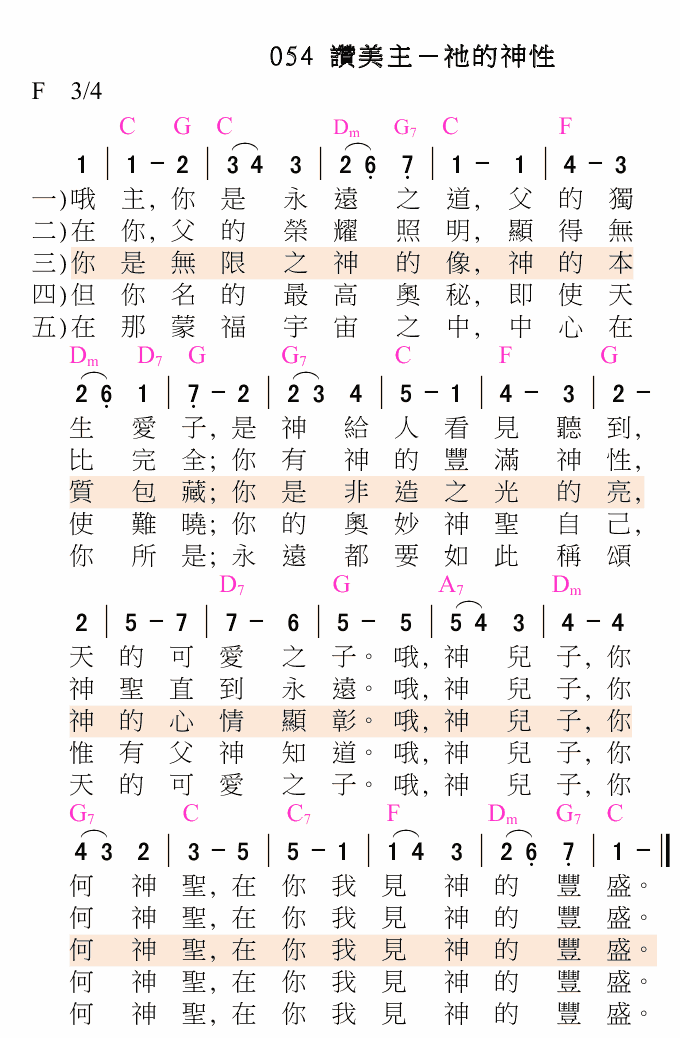 054 讚美主－祂的神性
F 3/4
C G C Dm G7 C F
1 | 1 - 2 | 3 4 3 | 2 6 7 | 1 - 1 | 4 - 3
一)哦 主, 你 是 永 遠 之 道, 父 的 獨
二)在 你, 父 的 榮 耀 照 明, 顯 得 無
三)你 是 無 限 之 神 的 像, 神 的 本
四)但 你 名 的 最 高 奧 秘, 即 使 天
五)在 那 蒙 福 宇 宙 之 中, 中 心 在
Dm D7 G G7 C F G
2 6 1 | 7 - 2 | 2 3 4 | 5 - 1 | 4 - 3 | 2 -
生 愛 子, 是 神 給 人 看 見 聽 到,
比 完 全; 你 有 神 的 豐 滿 神 性,
質 包 藏; 你 是 非 造 之 光 的 亮,
使 難 曉; 你 的 奧 妙 神 聖 自 己,
你 所 是; 永 遠 都 要 如 此 稱 頌
D7 G A7 Dm
2 | 5 - 7 | 7 - 6 | 5 - 5 | 5 4 3 | 4 - 4
天 的 可 愛 之 子。 哦, 神 兒 子, 你
神 聖 直 到 永 遠。 哦, 神 兒 子, 你
神 的 心 情 顯 彰。 哦, 神 兒 子, 你
惟 有 父 神 知 道。 哦, 神 兒 子, 你
天 的 可 愛 之 子。 哦, 神 兒 子, 你
G7 C C7 F Dm G7 C
4 3 2 | 3 - 5 | 5 - 1 | 1 4 3 | 2 6 7 | 1 - ‖
何 神 聖, 在 你 我 見 神 的 豐 盛。
何 神 聖, 在 你 我 見 神 的 豐 盛。
何 神 聖, 在 你 我 見 神 的 豐 盛。
何 神 聖, 在 你 我 見 神 的 豐 盛。
何 神 聖, 在 你 我 見 神 的 豐 盛。